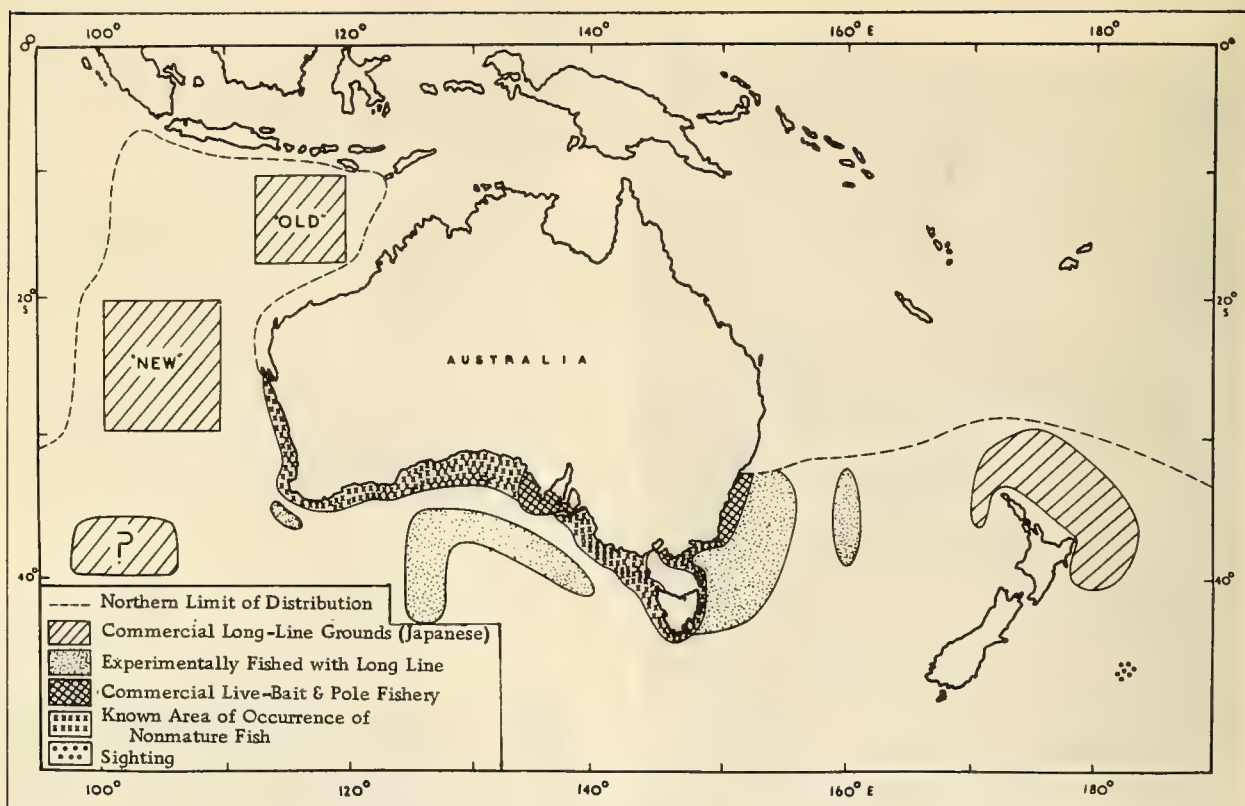 100° 120° 140° 160° E 180°
0° 0°
"OLD"
20° S 20° S
"NEW"
AUSTRALIA
?
40° 40°
Northern Limit of Distribution
Commercial Long-Line Grounds (Japanese)
Experimentally Fished with Long Line
Commercial Live-Bait & Pole Fishery
Known Area of Occurrence of
Nonmature Fish
Sighting
100° 120° 140° 160° E 180°